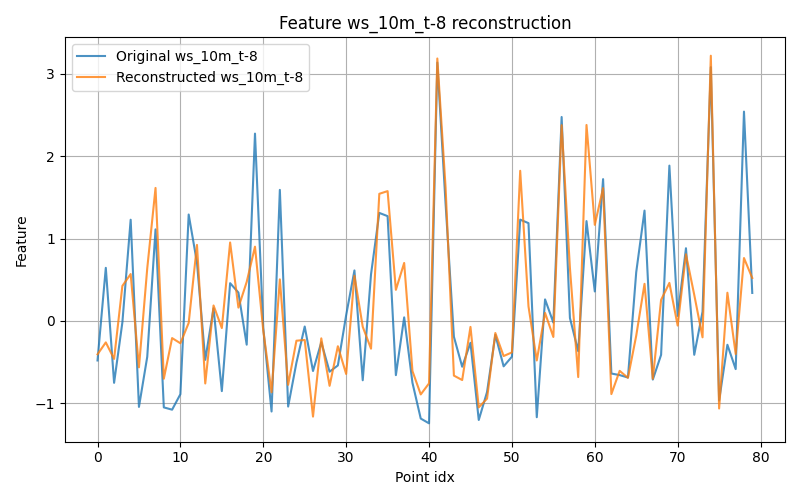 Feature ws_10m_t-8 reconstruction
Original ws_10m_t-8
Reconstructed ws_10m_t-8
Feature
3
2
1
0
−1
0 10 20 30 40 50 60 70 80
Point idx